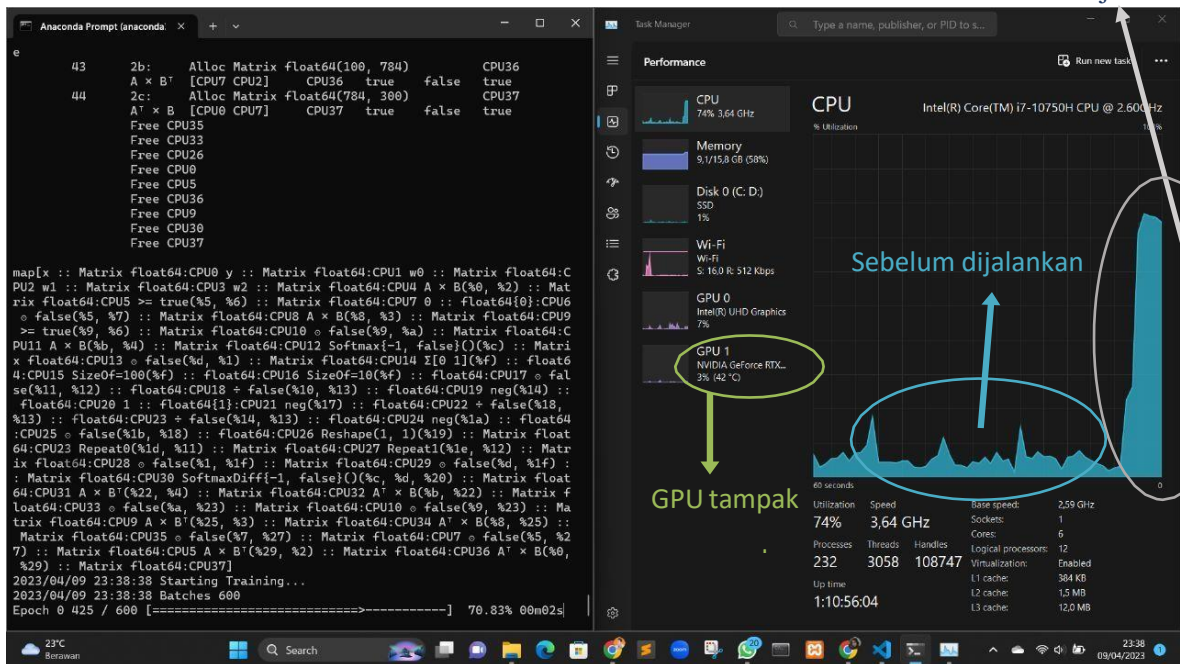 Anaconda Prompt (anaconda:
e
43 2b: Alloc Matrix float64(100, 784) CPU36
A × Bᵀ [CPU7 CPU2] CPU36 true false true
44 2c: Alloc Matrix float64(784, 300) CPU37
Aᵀ × B [CPU0 CPU7] CPU37 true false true
Free CPU35
Free CPU33
Free CPU26
Free CPU0
Free CPU5
Free CPU36
Free CPU9
Free CPU30
Free CPU37
map[x :: Matrix float64:CPU0 y :: Matrix float64:CPU1 w0 :: Matrix float64:C
PU2 w1 :: Matrix float64:CPU3 w2 :: Matrix float64:CPU4 A × B(%0, %2) :: Mat
rix float64:CPU5 >= true(%5, %6) :: Matrix float64:CPU7 0 :: float64{0}:CPU6
⊙ false(%5, %7) :: Matrix float64:CPU8 A × B(%8, %3) :: Matrix float64:CPU9
>= true(%9, %6) :: Matrix float64:CPU10 ⊙ false(%9, %a) :: Matrix float64:C
PU11 A × B(%b, %4) :: Matrix float64:CPU12 Softmax{-1, false}()(%c) :: Matri
x float64:CPU13 ⊙ false(%d, %1) :: Matrix float64:CPU14 Σ[0 1](%f) :: float6
4:CPU15 SizeOf=100(%f) :: float64:CPU16 SizeOf=10(%f) :: float64:CPU17 ⊙ fal
se(%11, %12) :: float64:CPU18 ÷ false(%10, %13) :: float64:CPU19 neg(%14) ::
float64:CPU20 1 :: float64{1}:CPU21 neg(%17) :: float64:CPU22 ÷ false(%18,
%13) :: float64:CPU23 ÷ false(%14, %13) :: float64:CPU24 neg(%1a) :: float64
:CPU25 ⊙ false(%1b, %18) :: float64:CPU26 Reshape(1, 1)(%19) :: Matrix float
64:CPU23 Repeat0(%1d, %11) :: Matrix float64:CPU27 Repeat1(%1e, %12) :: Matr
ix float64:CPU28 ⊙ false(%1, %1f) :: Matrix float64:CPU29 ⊙ false(%d, %1f) :
: Matrix float64:CPU30 SoftmaxDiff{-1, false}()(%c, %d, %20) :: Matrix float
64:CPU31 A × Bᵀ(%22, %4) :: Matrix float64:CPU32 Aᵀ × B(%b, %22) :: Matrix f
loat64:CPU33 ⊙ false(%a, %23) :: Matrix float64:CPU10 ⊙ false(%9, %23) :: Ma
trix float64:CPU9 A × Bᵀ(%25, %3) :: Matrix float64:CPU34 Aᵀ × B(%8, %25) ::
Matrix float64:CPU35 ⊙ false(%7, %27) :: Matrix float64:CPU7 ⊙ false(%5, %2
7) :: Matrix float64:CPU5 A × Bᵀ(%29, %2) :: Matrix float64:CPU36 Aᵀ × B(%0,
%29) :: Matrix float64:CPU37]
2023/04/09 23:38:38 Starting Training...
2023/04/09 23:38:38 Batches 600
Epoch 0 425 / 600 [============================>-----------] 70.83% 00m02s
Task Manager
Type a name, publisher, or PID to s...
Performance
Run new task
CPU
74% 3,64 GHz
Memory
9,1/15,8 GB (58%)
Disk 0 (C: D:)
SSD
1%
Wi-Fi
Wi-Fi
S: 16,0 R: 512 Kbps
GPU 0
Intel(R) UHD Graphics
7%
GPU 1
NVIDIA GeForce RTX...
3% (42 °C)
GPU tampak
CPU
Intel(R) Core(TM) i7-10750H CPU @ 2.60GHz
% Utilization
Sebelum dijalankan
60 seconds
0
Utilization Speed
74% 3,64 GHz
Processes Threads Handles
232 3058 108747
Up time
1:10:56:04
Base speed: 2,59 GHz
Sockets: 1
Cores: 6
Logical processors: 12
Virtualization: Enabled
L1 cache: 384 KB
L2 cache: 1,5 MB
L3 cache: 12,0 MB
23°C
Berawan
Search
zoom
20
23:38
09/04/2023
1